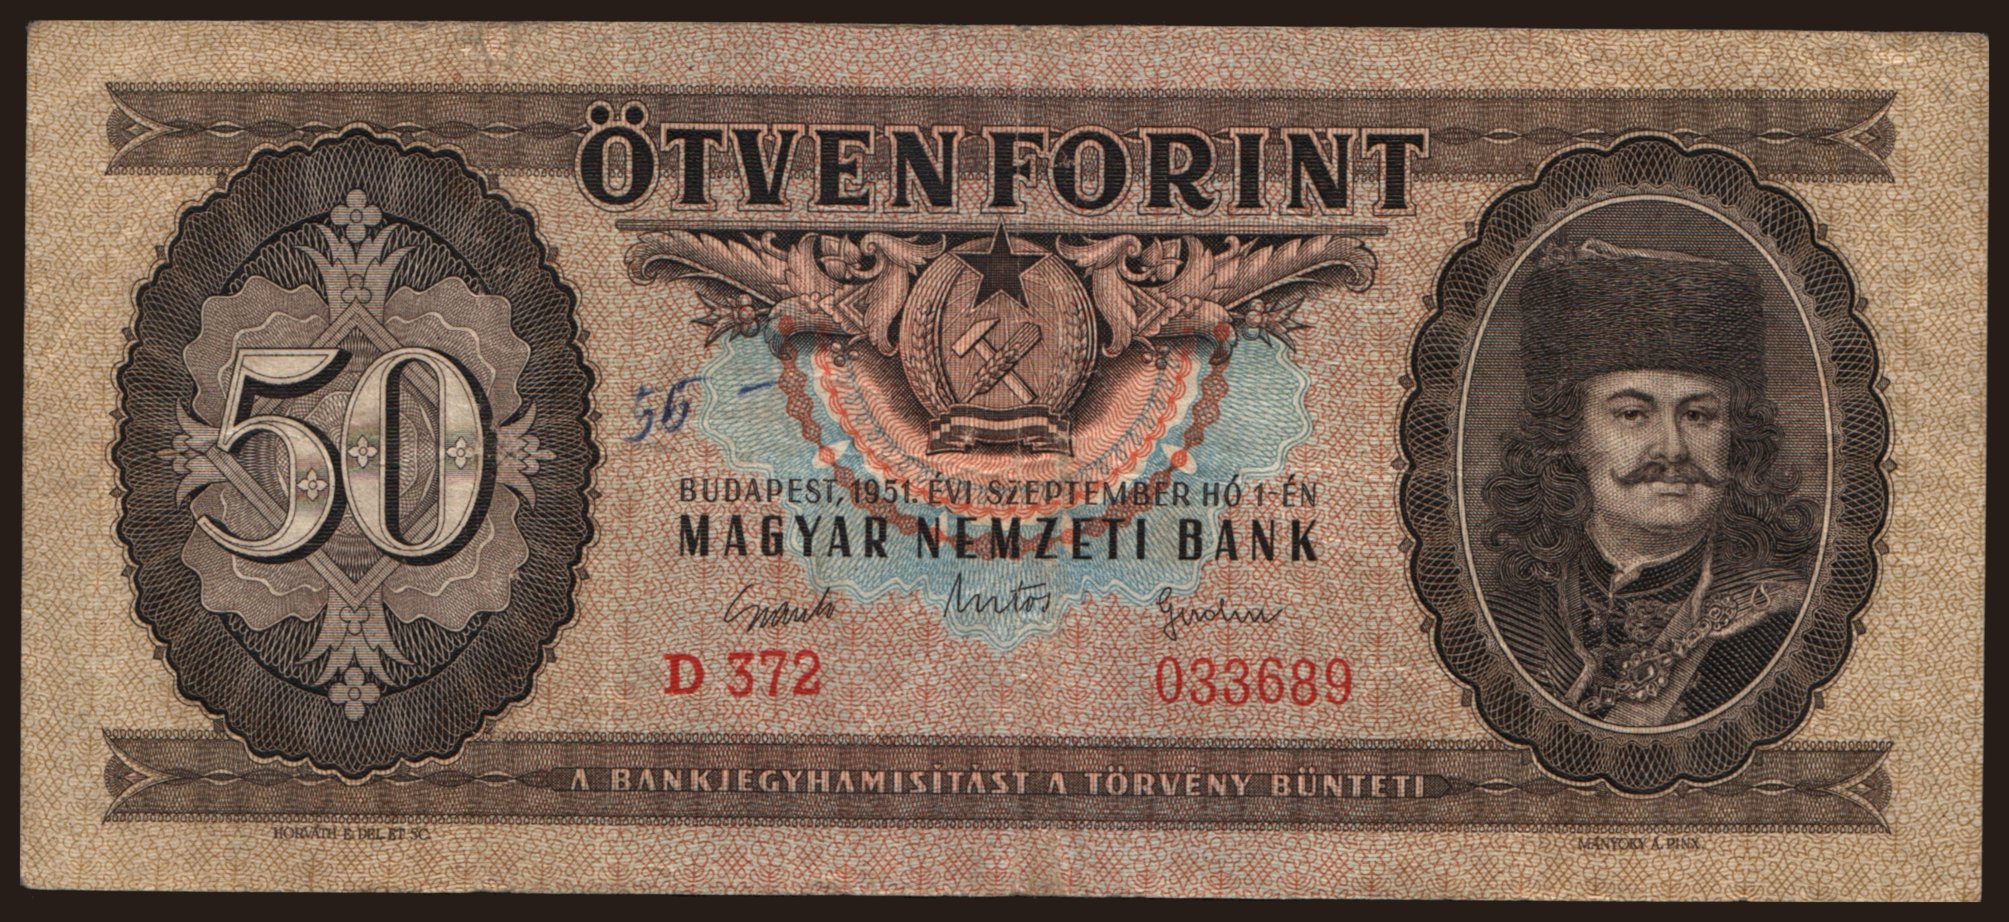 ÖTVEN FORINT
50
BUDAPEST, 1951. ÉVI SZEPTEMBER HÓ 1-ÉN
MAGYAR NEMZETI BANK
D 372 033689
A BANKJEGYHAMISÍTÁST A TÖRVÉNY BÜNTETI
HORVÁTH E. DEL. ET SC. MÁNYOKY Á. PINX.